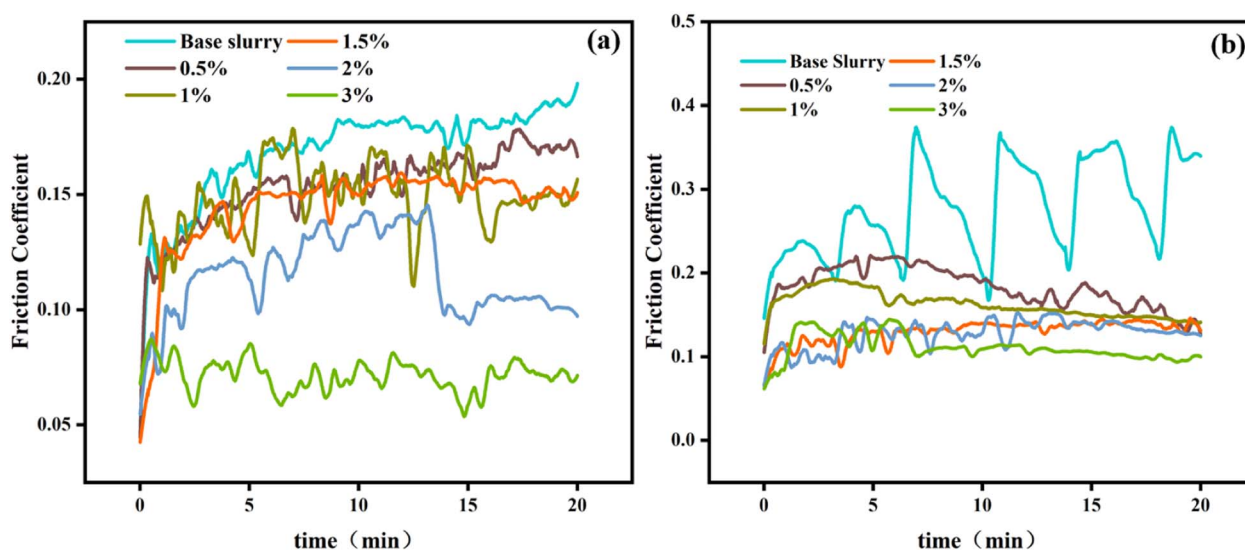 (a)
Base slurry 1.5%
0.5% 2%
1% 3%
Friction Coefficient
0.20
0.15
0.10
0.05
0 5 10 15 20
time（min）
(b)
Base Slurry 1.5%
0.5% 2%
1% 3%
Friction Coefficient
0.5
0.4
0.3
0.2
0.1
0.0
0 5 10 15 20
time（min）